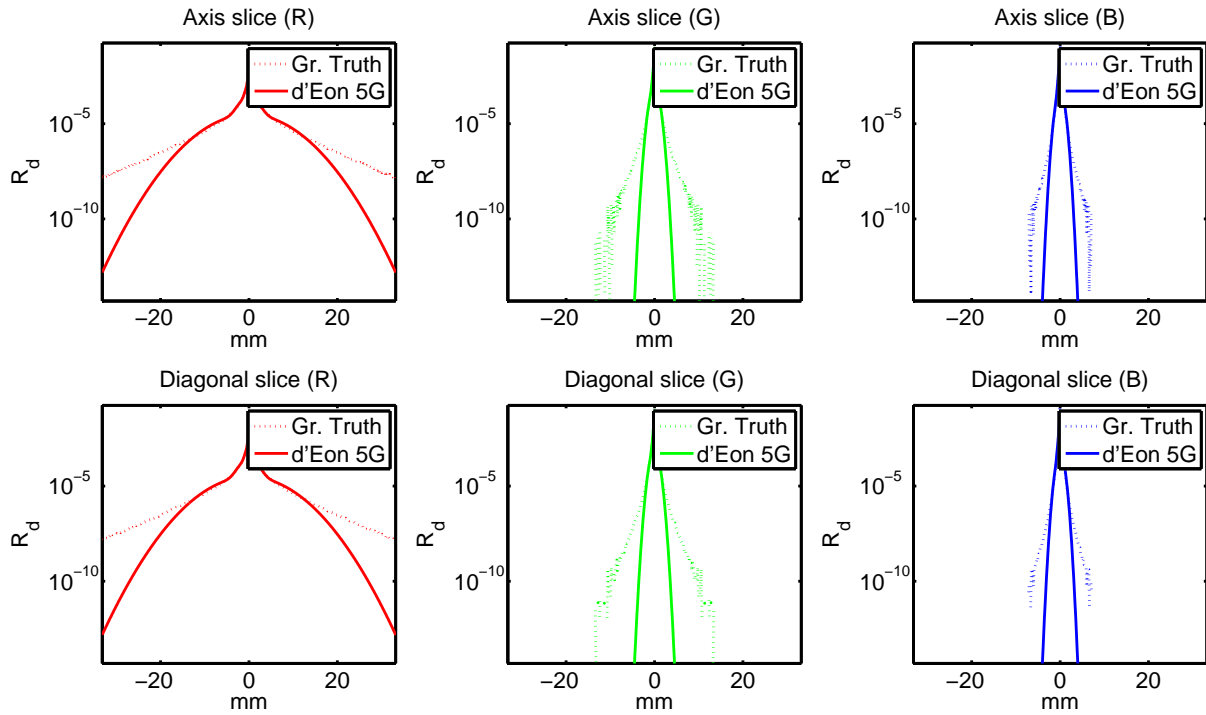 Axis slice (R)
Gr. Truth
d'Eon 5G
10^−5
10^−10
R_d
−20 0 20
mm
Axis slice (G)
Gr. Truth
d'Eon 5G
10^−5
10^−10
R_d
−20 0 20
mm
Axis slice (B)
Gr. Truth
d'Eon 5G
10^−5
10^−10
R_d
−20 0 20
mm
Diagonal slice (R)
Gr. Truth
d'Eon 5G
10^−5
10^−10
R_d
−20 0 20
mm
Diagonal slice (G)
Gr. Truth
d'Eon 5G
10^−5
10^−10
R_d
−20 0 20
mm
Diagonal slice (B)
Gr. Truth
d'Eon 5G
10^−5
10^−10
R_d
−20 0 20
mm